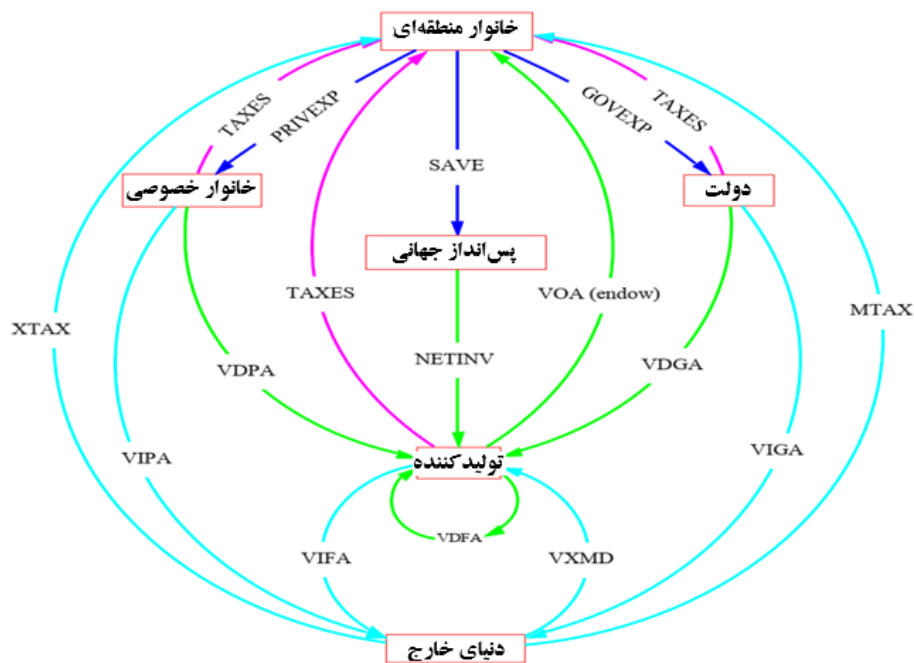 خانوار منطقه‌ای
TAXES
PRIVEXP
GOVEXP
TAXES
SAVE
خانوار خصوصی
دولت
پس‌انداز جهانی
XTAX
TAXES
VOA (endow)
MTAX
VDPA
NETINV
VDGA
VIPA
تولیدکننده
VIGA
VDFA
VIFA
VXMD
دنیای خارج